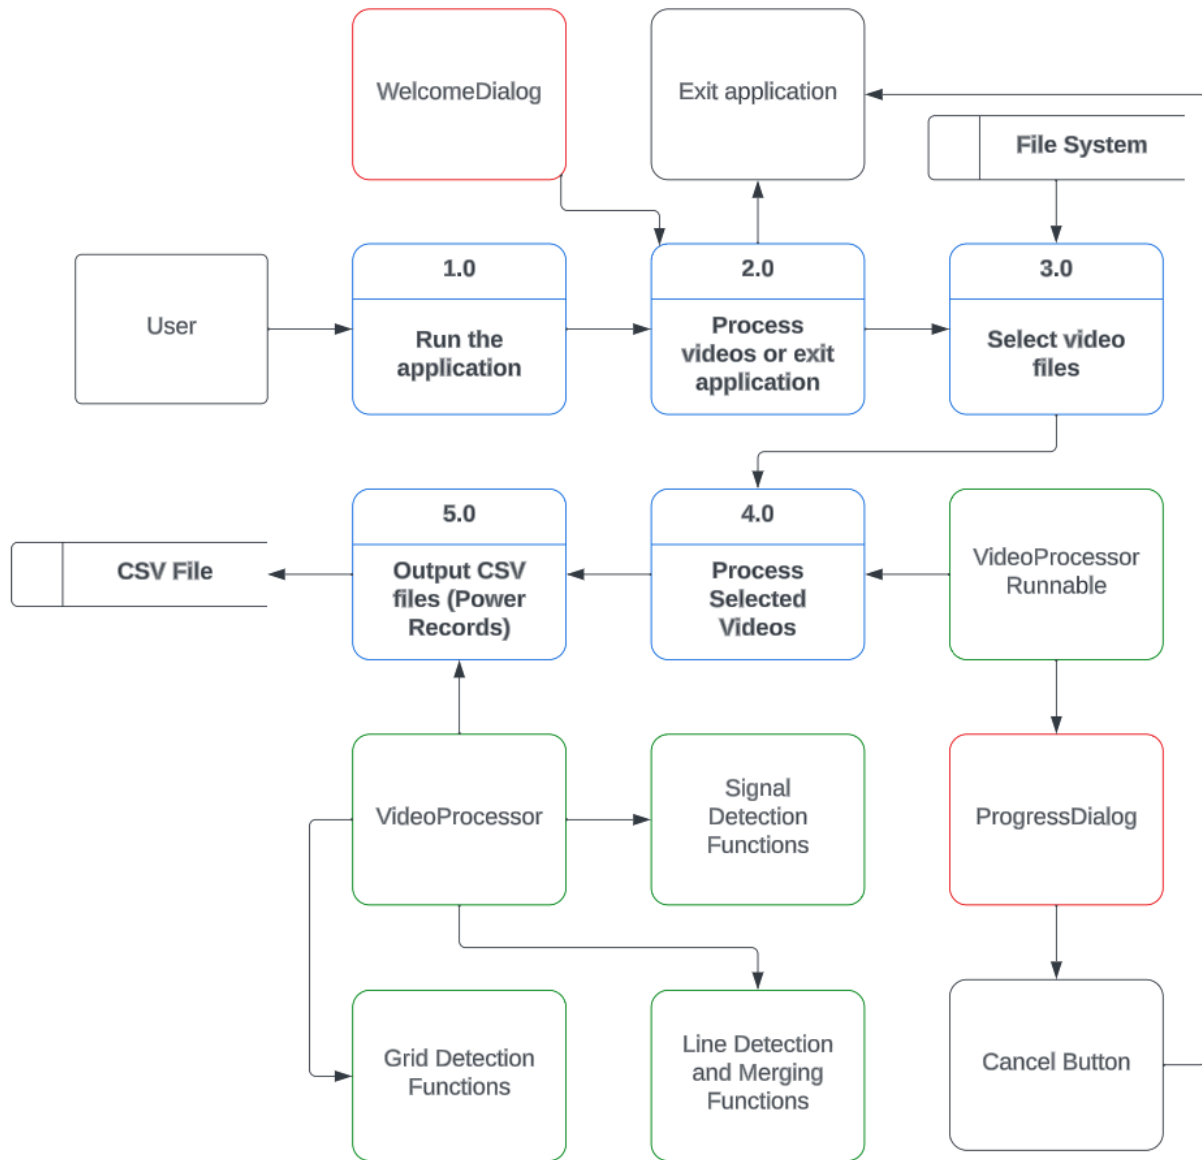 WelcomeDialog
Exit application
File System
User
1.0
Run the
application
2.0
Process
videos or exit
application
3.0
Select video
files
CSV File
5.0
Output CSV
files (Power
Records)
4.0
Process
Selected
Videos
VideoProcessor
Runnable
VideoProcessor
Signal
Detection
Functions
ProgressDialog
Grid Detection
Functions
Line Detection
and Merging
Functions
Cancel Button